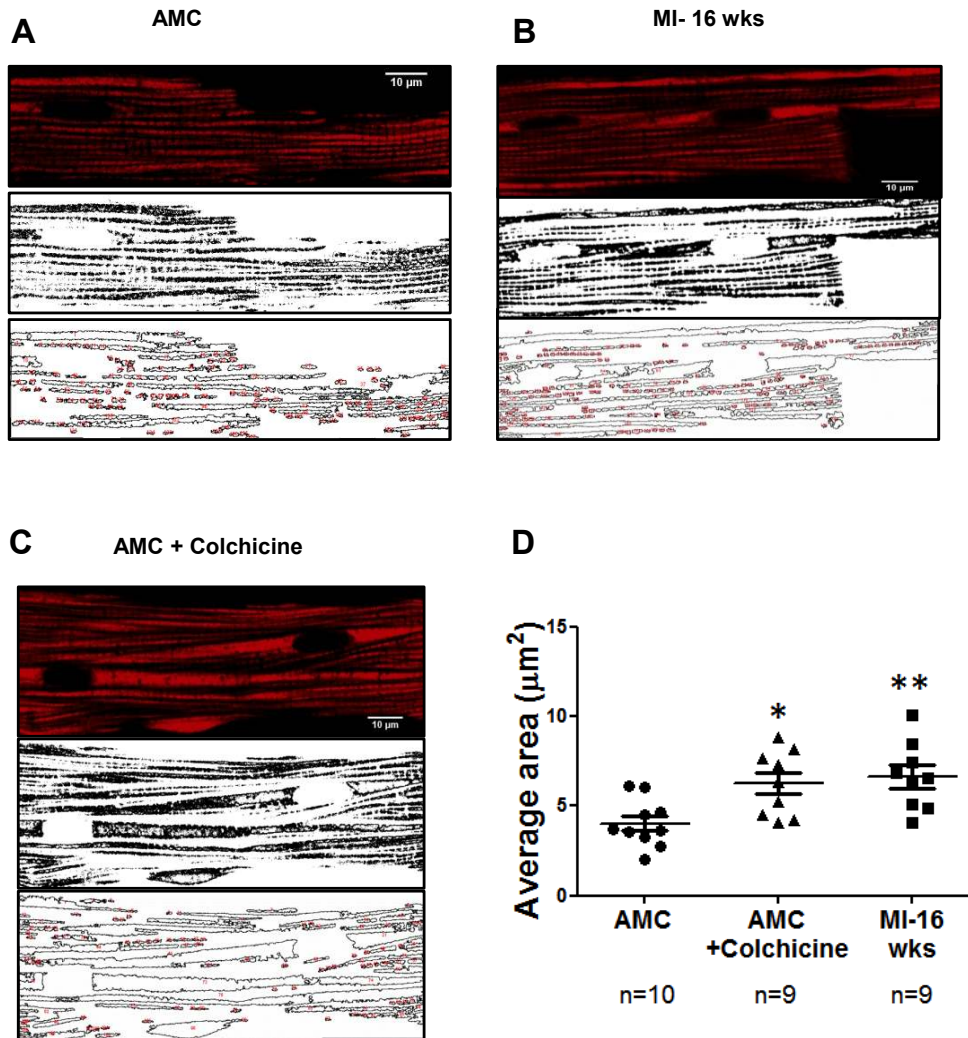 A
AMC
10 µm
B
MI- 16 wks
10 µm
C
AMC + Colchicine
10 µm
D
Average area (µm²)
15
10
5
0
*
**
AMC
AMC
+Colchicine
MI-16
wks
n=10
n=9
n=9